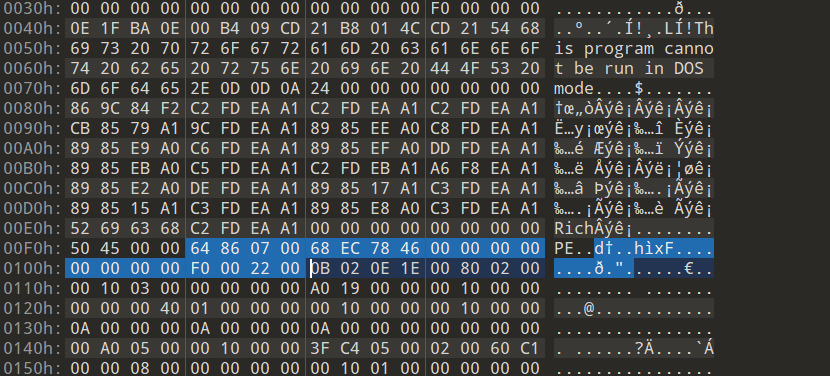 0030h: 00 00 00 00 00 00 00 00 00 00 00 00 F0 00 00 00 ............ð...
0040h: 0E 1F BA 0E 00 B4 09 CD 21 B8 01 4C CD 21 54 68 ..º..´.Í!¸.LÍ!Th
0050h: 69 73 20 70 72 6F 67 72 61 6D 20 63 61 6E 6E 6F is program canno
0060h: 74 20 62 65 20 72 75 6E 20 69 6E 20 44 4F 53 20 t be run in DOS
0070h: 6D 6F 64 65 2E 0D 0D 0A 24 00 00 00 00 00 00 00 mode....$.......
0080h: 86 9C 84 F2 C2 FD EA A1 C2 FD EA A1 C2 FD EA A1 †œ„òÂýê¡Âýê¡Âýê¡
0090h: CB 85 79 A1 9C FD EA A1 89 85 EE A0 C8 FD EA A1 Ë…y¡œýê¡‰…î Èýê¡
00A0h: 89 85 E9 A0 C6 FD EA A1 89 85 EF A0 DD FD EA A1 ‰…é Æýê¡‰…ï Ýýê¡
00B0h: 89 85 EB A0 C5 FD EA A1 C2 FD EB A1 A6 F8 EA A1 ‰…ë Åýê¡Âýë¡¦øê¡
00C0h: 89 85 E2 A0 DE FD EA A1 89 85 17 A1 C3 FD EA A1 ‰…â Þýê¡‰….¡Ãýê¡
00D0h: 89 85 15 A1 C3 FD EA A1 89 85 E8 A0 C3 FD EA A1 ‰….¡Ãýê¡‰…è Ãýê¡
00E0h: 52 69 63 68 C2 FD EA A1 00 00 00 00 00 00 00 00 RichÂýê¡........
00F0h: 50 45 00 00 64 86 07 00 68 EC 78 46 00 00 00 00 PE..d†..hìxF....
0100h: 00 00 00 00 F0 00 22 00 0B 02 0E 1E 00 80 02 00 ....ð.".....€..
0110h: 00 10 03 00 00 00 00 00 A0 19 00 00 00 10 00 00 ........ .......
0120h: 00 00 00 40 01 00 00 00 00 10 00 00 00 10 00 00 ...@............
0130h: 0A 00 00 00 0A 00 00 00 0A 00 00 00 00 00 00 00 ................
0140h: 00 A0 05 00 00 10 00 00 3F C4 05 00 02 00 60 C1 . ......?Ä....`Á
0150h: 00 00 08 00 00 00 00 00 00 10 01 00 00 00 00 00 ................